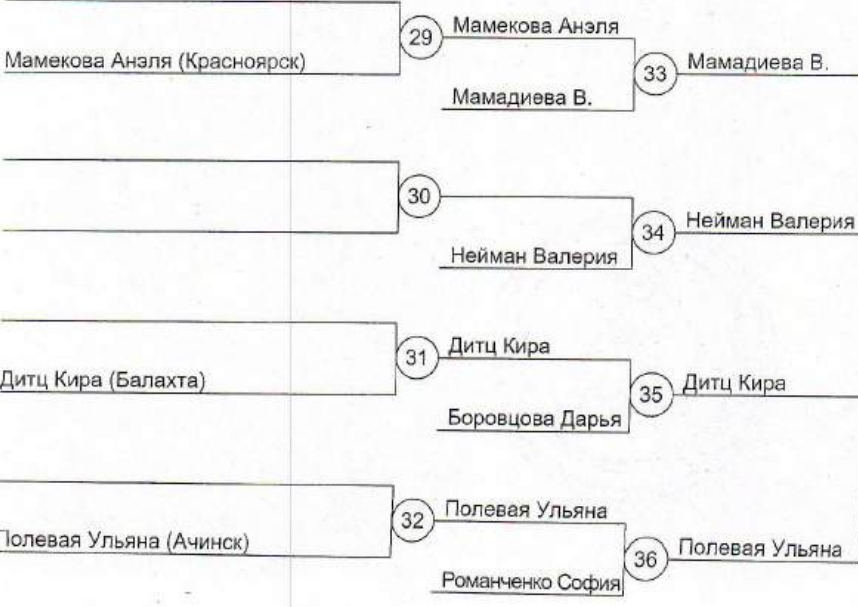 Мамекова Анэля (Красноярск)
29
Мамекова Анэля
Мамадиева В.
33
Мамадиева В.
30
Нейман Валерия
34
Нейман Валерия
Дитц Кира (Балахта)
31
Дитц Кира
Боровцова Дарья
35
Дитц Кира
Полевая Ульяна (Ачинск)
32
Полевая Ульяна
Романченко София
36
Полевая Ульяна